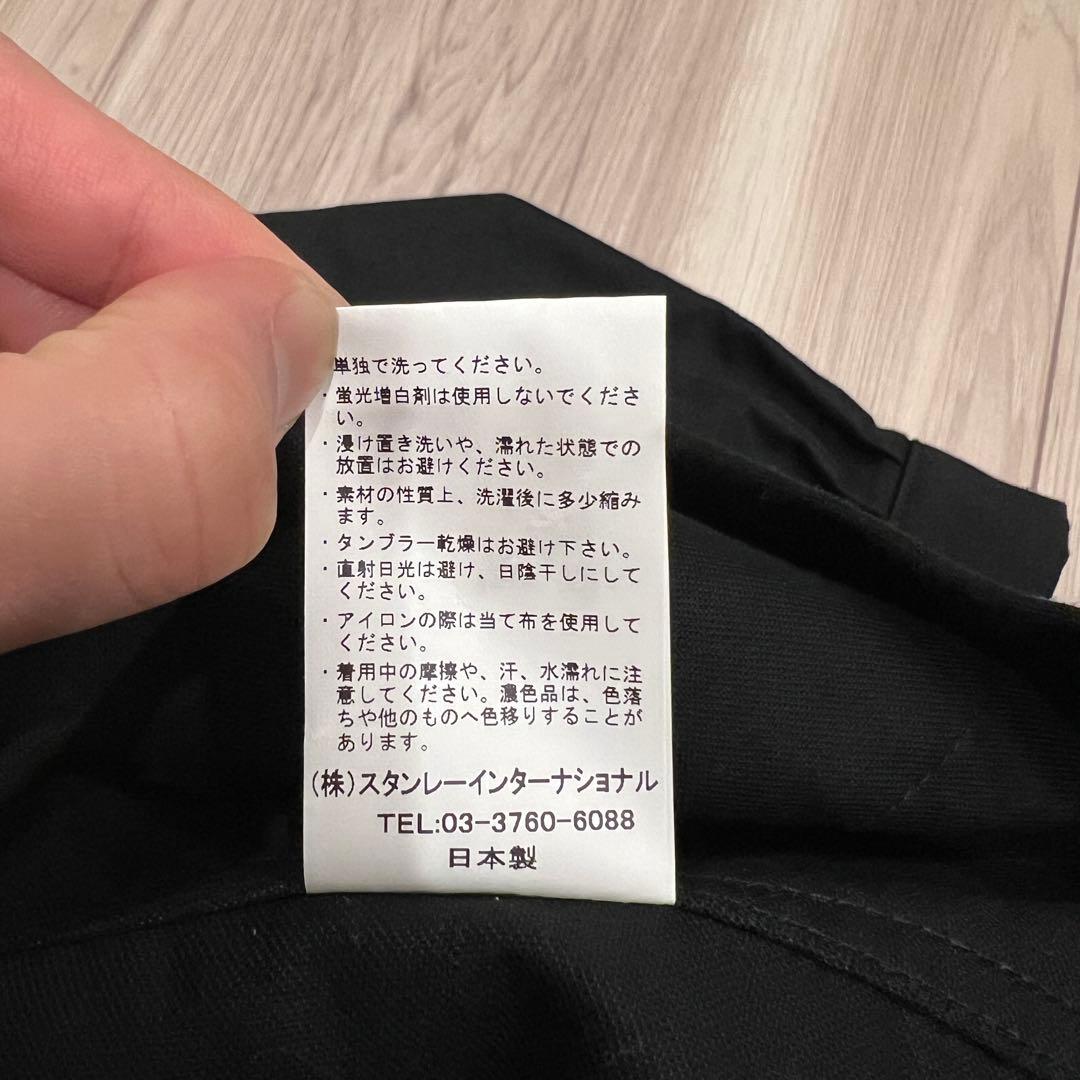 単独で洗ってください。
・蛍光増白剤は使用しないでくださ
い。
・浸け置き洗いや、濡れた状態での
放置はお避けください。
・素材の性質上、洗濯後に多少縮み
ます。
・タンブラー乾燥はお避け下さい。
・直射日光は避け、日陰干しにして
ください。
・アイロンの際は当て布を使用して
ください。
・着用中の摩擦や、汗、水濡れに注
意してください。濃色品は、色落
ちや他のものへ色移りすることが
あります。
(株)スタンレーインターナショナル
TEL:03-3760-6088
日本製